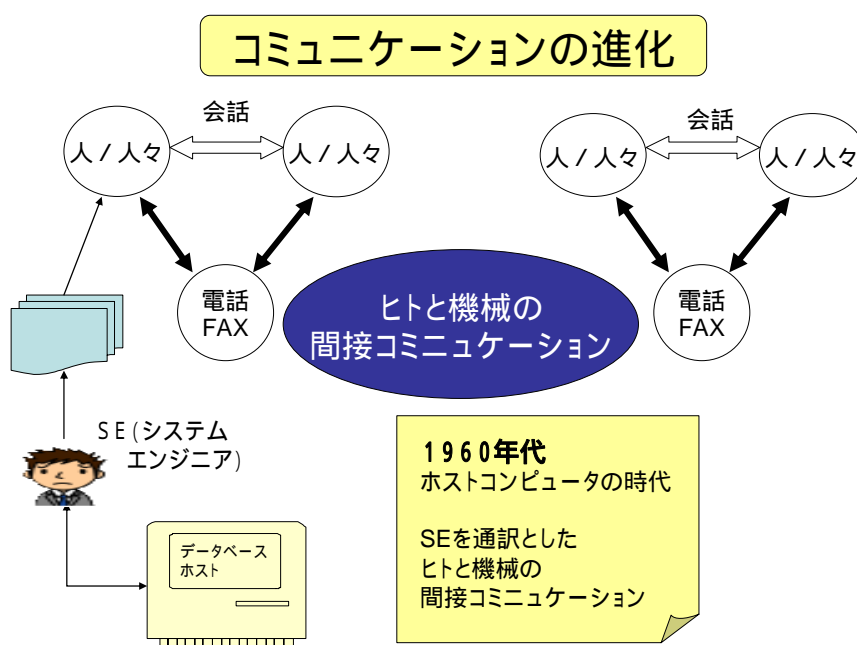 コミュニケーションの進化
会話
人 / 人々
人 / 人々
電話
FAX
会話
人 / 人々
人 / 人々
電話
FAX
ヒトと機械の
間接コミニュケーション
SE(システム
エンジニア)
データベース
ホスト
1960年代
ホストコンピュータの時代
SEを通訳とした
ヒトと機械の
間接コミニュケーション